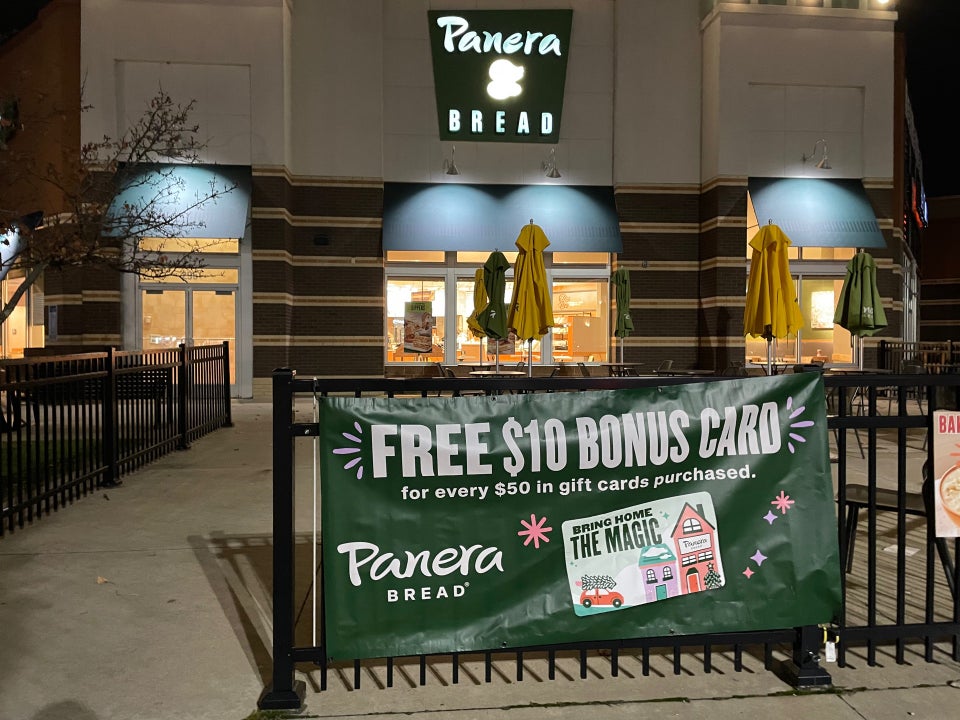 Panera
BREAD
FREE $10 BONUS CARD
for every $50 in gift cards purchased.
BRING HOME
THE MAGIC
Panera
Panera
BREAD®